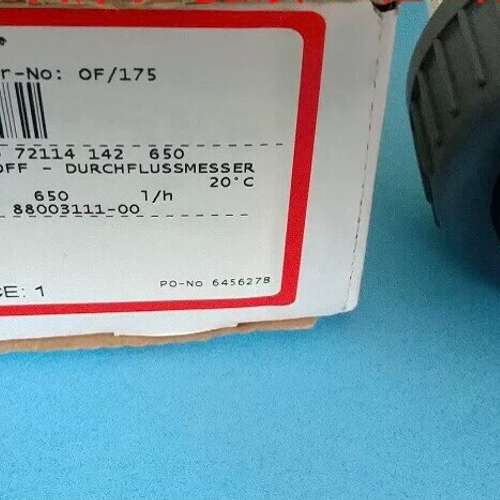 r-No: OF/175
72114 142 650
OFF - DURCHFLUSSMESSER
20°C
650 l/h
88003111-00
CE: 1
PO-No 6456278